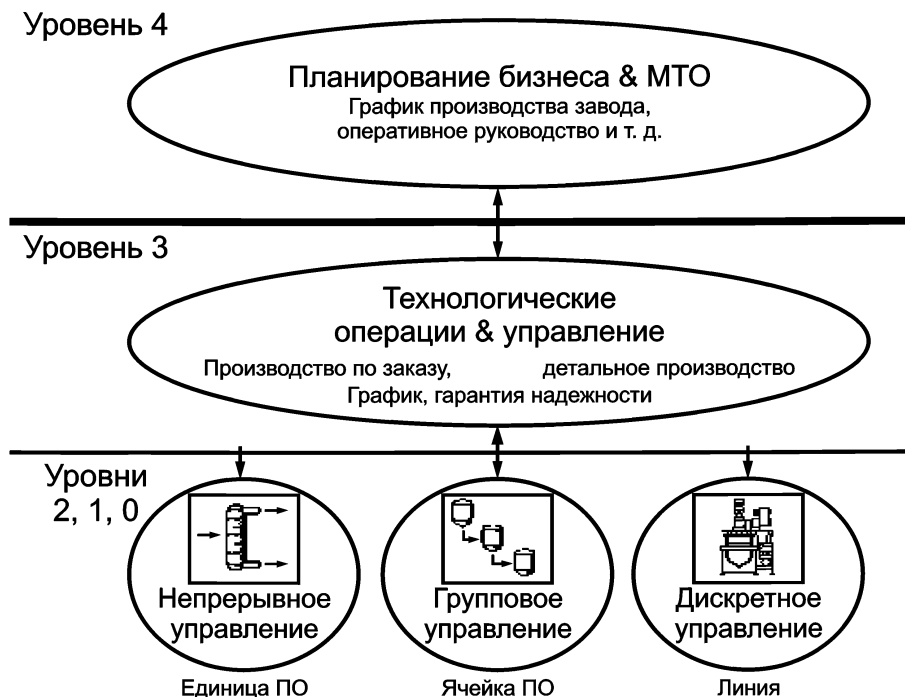 Уровень 4
Планирование бизнеса & МТО
График производства завода,
оперативное руководство и т. д.
Уровень 3
Технологические
операции & управление
Производство по заказу, детальное производство
График, гарантия надежности
Уровни
2, 1, 0
Непрерывное
управление
Групповое
управление
Дискретное
управление
Единица ПО
Ячейка ПО
Линия